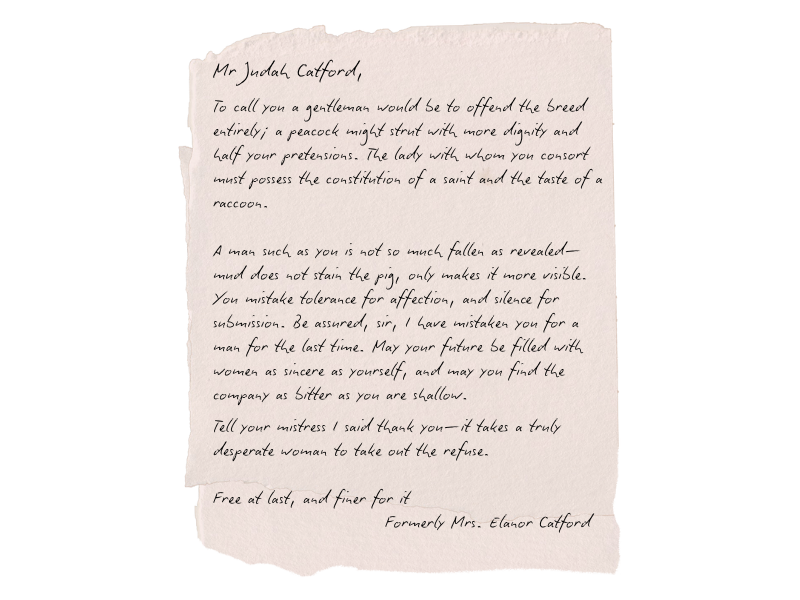 Mr Judah Catford,
To call you a gentleman would be to offend the breed
entirely; a peacock might strut with more dignity and
half your pretensions. The lady with whom you consort
must possess the constitution of a saint and the taste of a
raccoon.
A man such as you is not so much fallen as revealed—
mud does not stain the pig, only makes it more visible.
You mistake tolerance for affection, and silence for
submission. Be assured, sir, I have mistaken you for a
man for the last time. May your future be filled with
women as sincere as yourself, and may you find the
company as bitter as you are shallow.
Tell your mistress I said thank you—it takes a truly
desperate woman to take out the refuse.
Free at last, and finer for it
Formerly Mrs. Elanor Catford